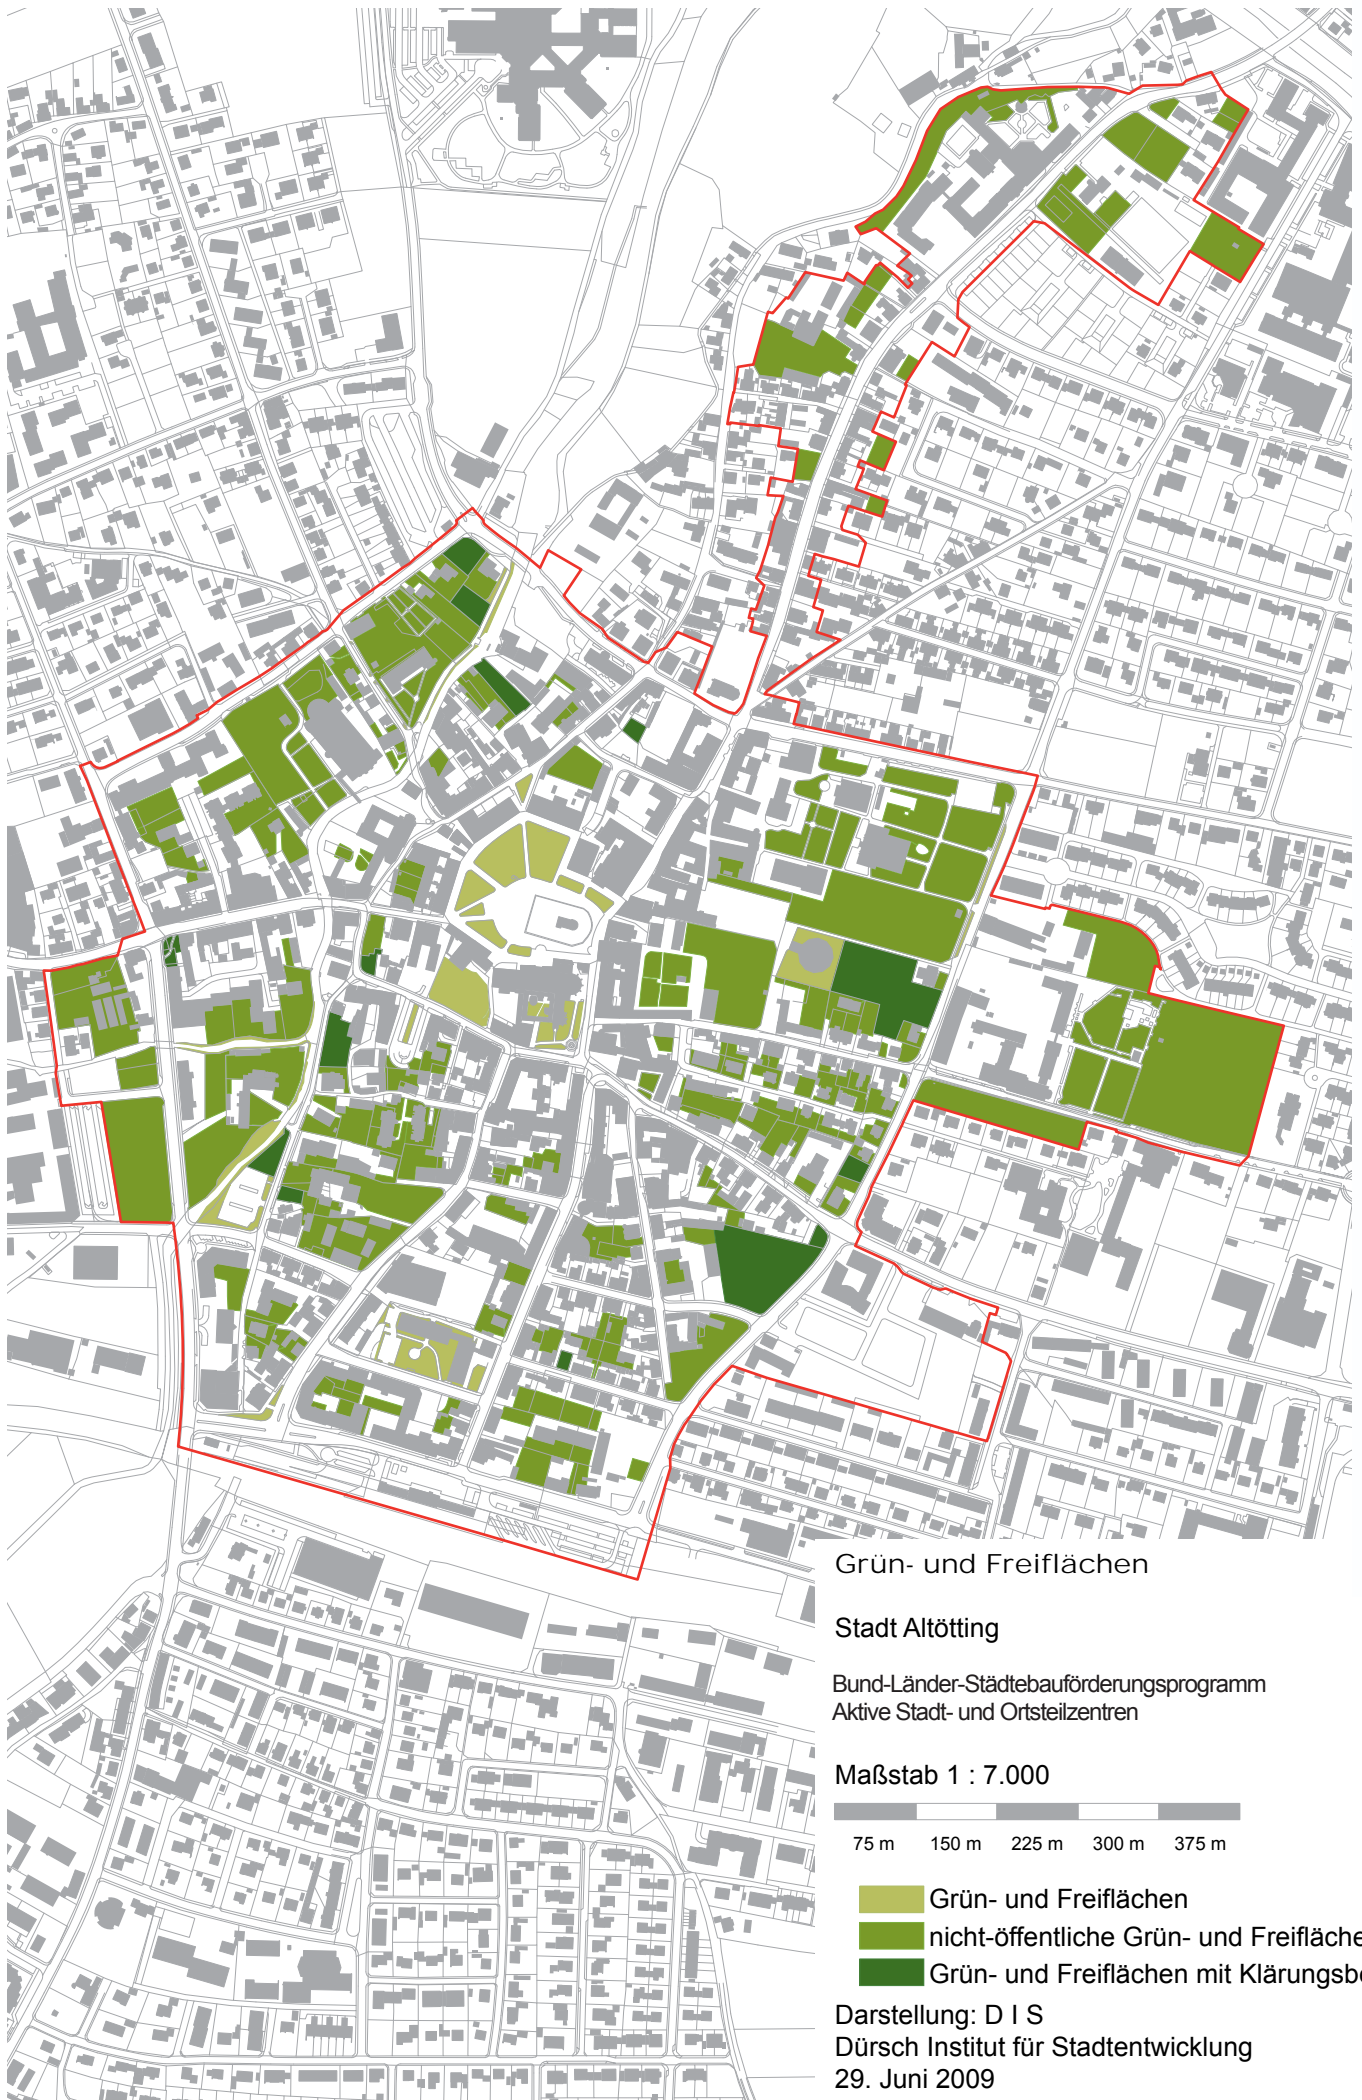 Grün- und Freiflächen
Stadt Altötting
Bund-Länder-Städtebauförderungsprogramm
Aktive Stadt- und Ortsteilzentren
Maßstab 1 : 7.000
75 m 150 m 225 m 300 m 375 m
Grün- und Freiflächen
nicht-öffentliche Grün- und Freifläche
Grün- und Freiflächen mit Klärungsbe
Darstellung: D I S
Dürsch Institut für Stadtentwicklung
29. Juni 2009